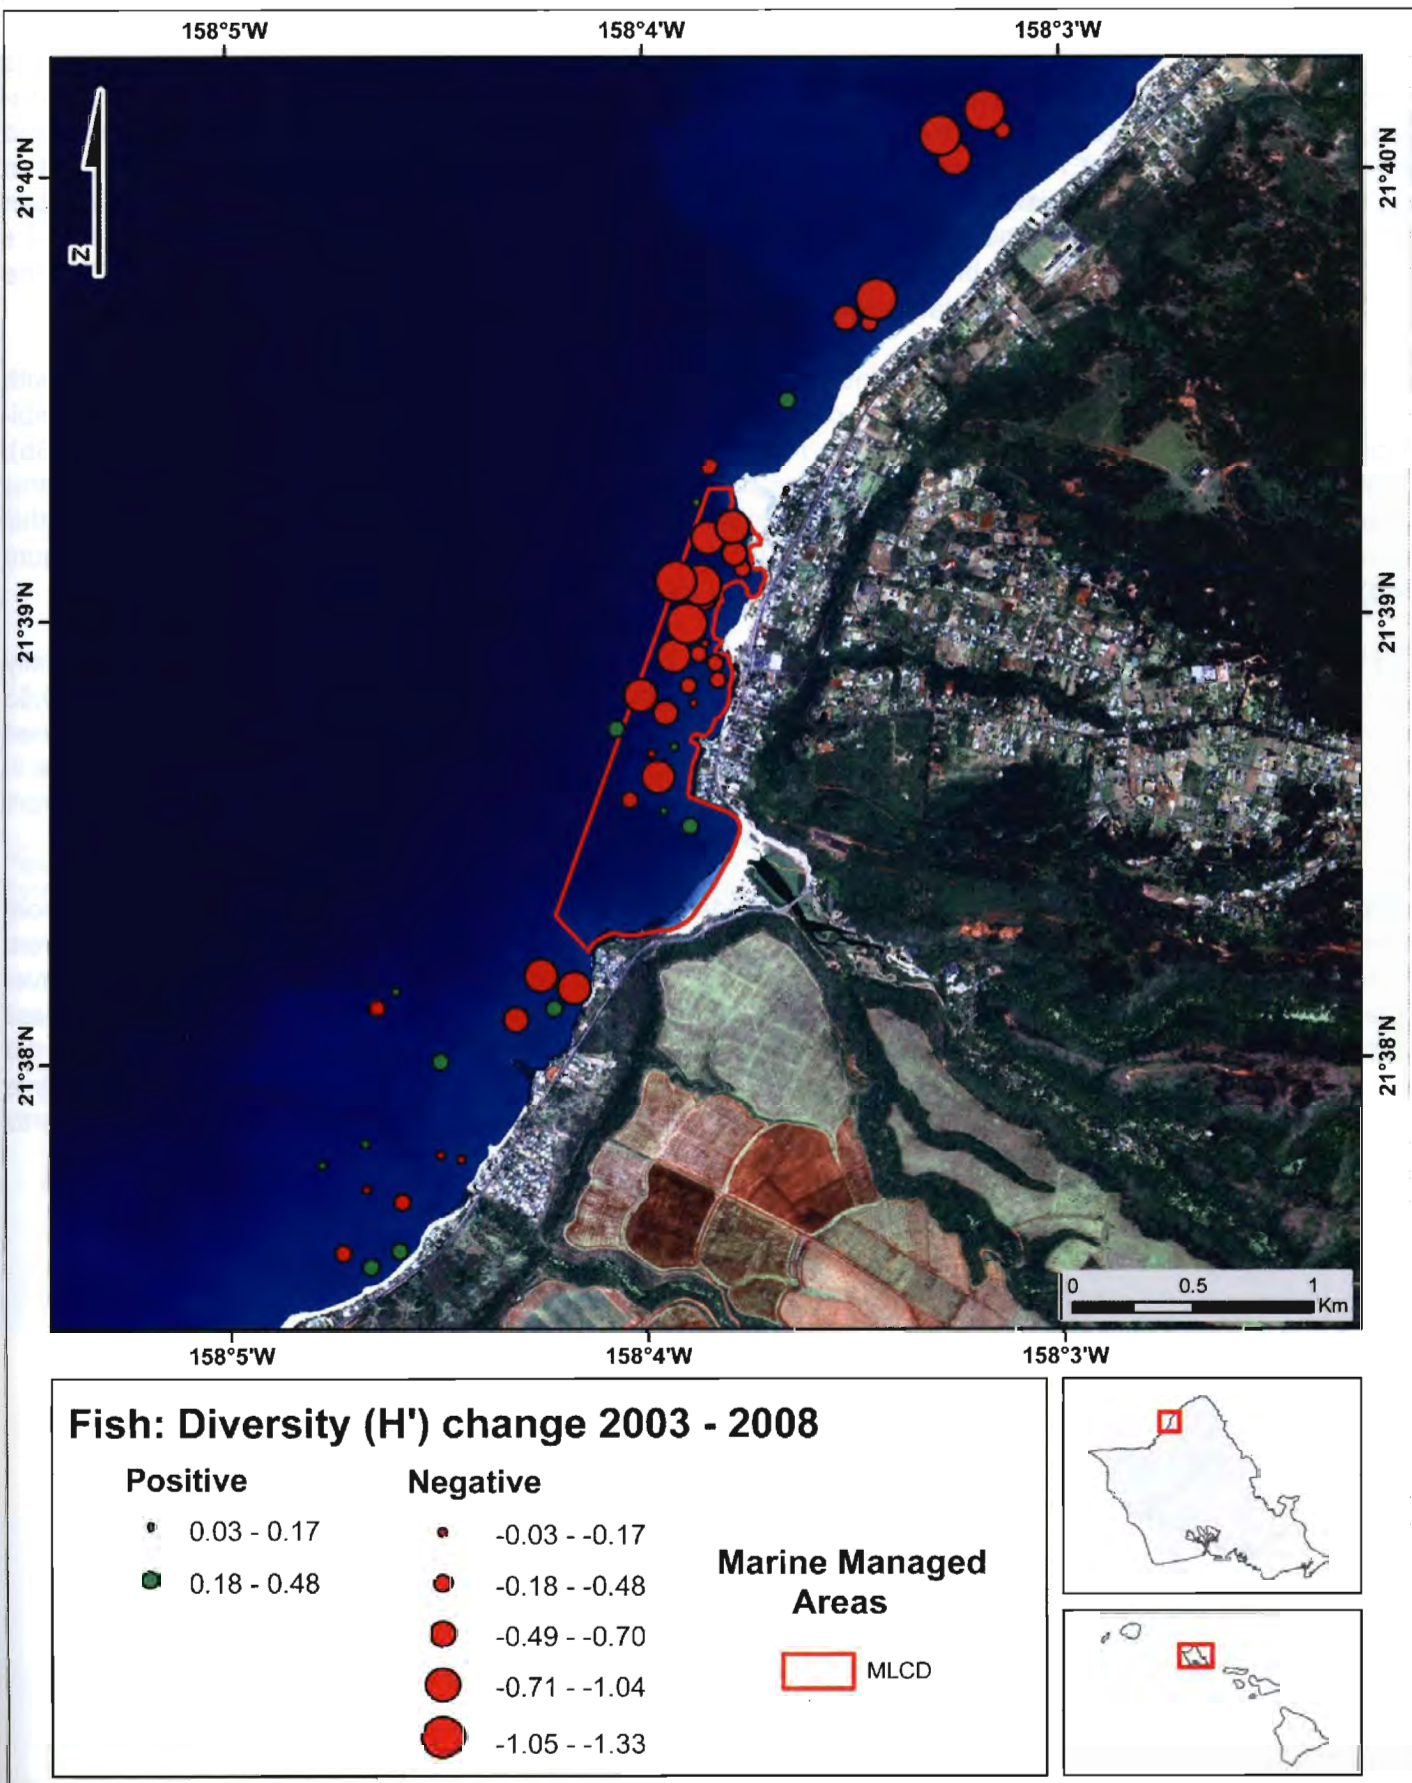 158°5'W 158°4'W 158°3'W
21°40'N 21°40'N
N
21°39'N 21°39'N
21°38'N 21°38'N
0 0.5 1
Km
158°5'W 158°4'W 158°3'W
Fish: Diversity (H') change 2003 - 2008
Positive
0.03 - 0.17
0.18 - 0.48
Negative
-0.03 - -0.17
-0.18 - -0.48
-0.49 - -0.70
-0.71 - -1.04
-1.05 - -1.33
Marine Managed
Areas
MLCD